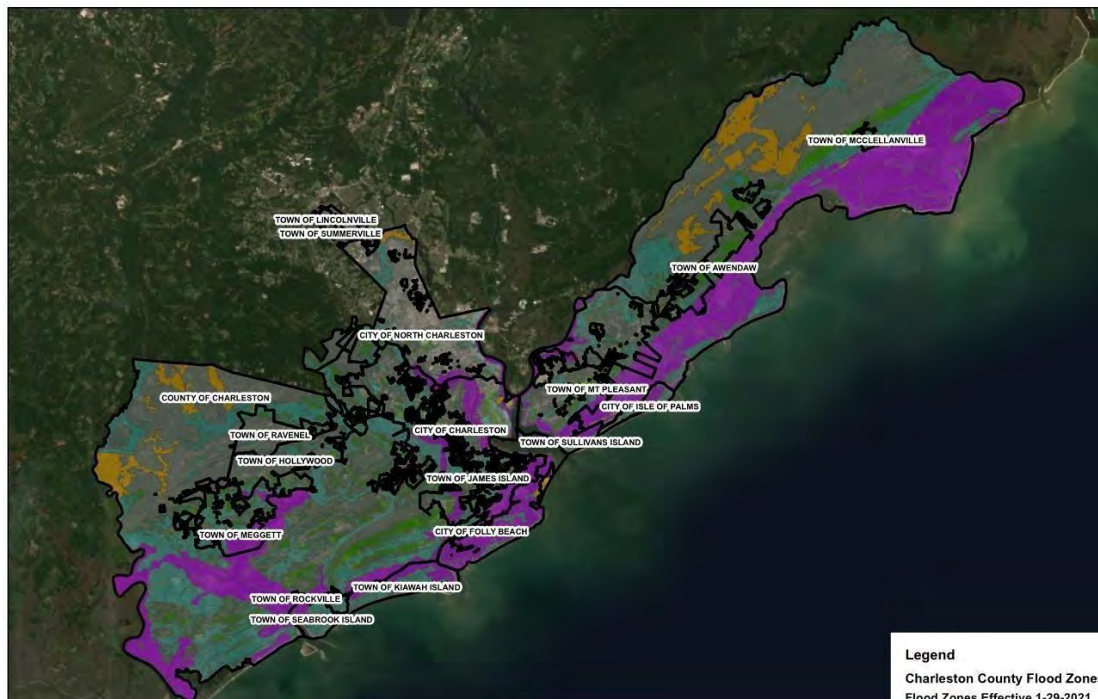 TOWN OF MCCLELLANVILLE
TOWN OF LINCOLNVILLE
TOWN OF SUMMERVILLE
TOWN OF AWENDAW
CITY OF NORTH CHARLESTON
TOWN OF MT PLEASANT
COUNTY OF CHARLESTON
CITY OF ISLE OF PALMS
TOWN OF RAVENEL
CITY OF CHARLESTON
TOWN OF SULLIVANS ISLAND
TOWN OF HOLLYWOOD
TOWN OF JAMES ISLAND
TOWN OF MEGGETT
CITY OF FOLLY BEACH
TOWN OF KIAWAH ISLAND
TOWN OF ROCKVILLE
TOWN OF SEABROOK ISLAND
Legend
Charleston County Flood Zone
Flood Zones Effective 1-29-2021